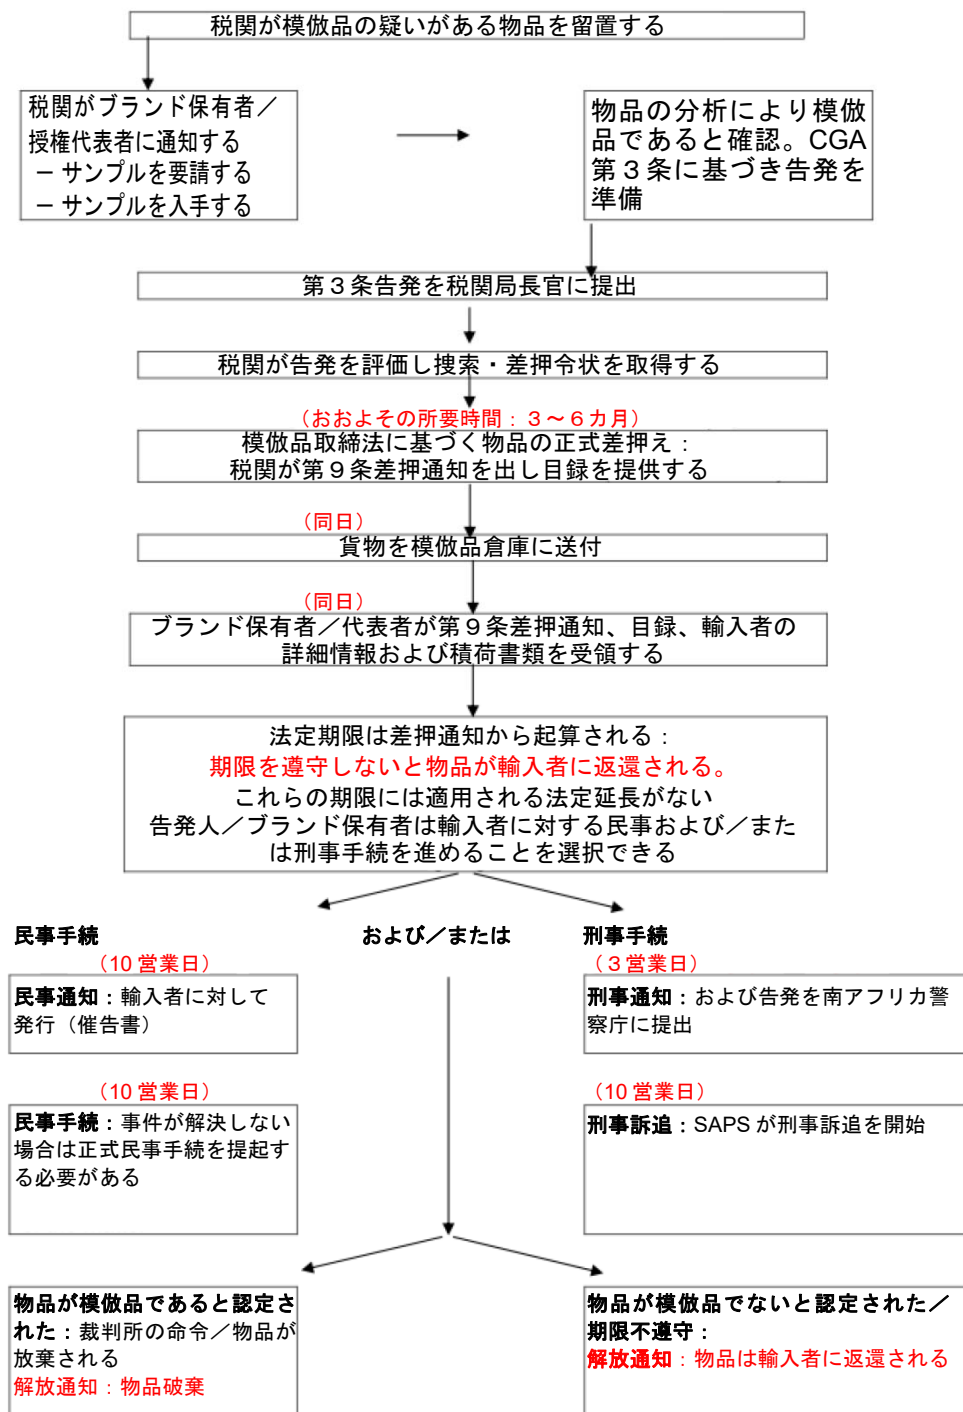 税関が模倣品の疑いがある物品を留置する
税関がブランド保有者／
授権代表者に通知する
－ サンプルを要請する
－ サンプルを入手する
物品の分析により模倣
品であると確認。CGA
第３条に基づき告発を
準備
第３条告発を税関局長官に提出
税関が告発を評価し捜索・差押令状を取得する
（おおよその所要時間：３～６カ月）
模倣品取締法に基づく物品の正式差押え：
税関が第９条差押通知を出し目録を提供する
（同日）
貨物を模倣品倉庫に送付
（同日）
ブランド保有者／代表者が第９条差押通知、目録、輸入者の
詳細情報および積荷書類を受領する
法定期限は差押通知から起算される：
期限を遵守しないと物品が輸入者に返還される。
これらの期限には適用される法定延長がない
告発人／ブランド保有者は輸入者に対する民事および／また
は刑事手続を進めることを選択できる
民事手続
および／または
刑事手続
（10 営業日）
民事通知：輸入者に対して
発行（催告書）
（３営業日）
刑事通知：および告発を南アフリカ警
察庁に提出
（10 営業日）
民事手続：事件が解決しない
場合は正式民事手続を提起す
る必要がある
（10 営業日）
刑事訴追：SAPS が刑事訴追を開始
物品が模倣品であると認定さ
れた：裁判所の命令／物品が
放棄される
解放通知：物品破棄
物品が模倣品でないと認定された／
期限不遵守：
解放通知：物品は輸入者に返還される